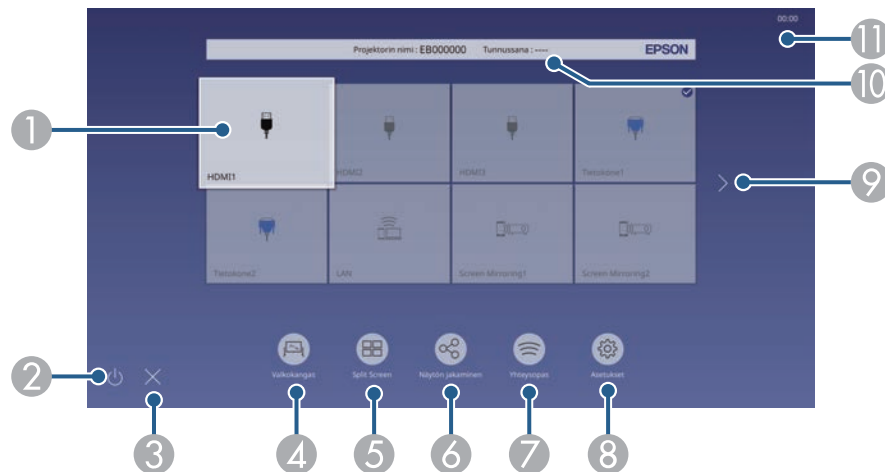 00:00
Projektorin nimi : EB000000 Tunnussana : ---- EPSON
11
10
1
HDMI1 HDMI2 HDMI3 Tietokone1
9
Tietokone2 LAN Screen Mirroring1 Screen Mirroring2
2
Valkokangas Split Screen Näytön jakaminen Yhteysopas Asetukset
3 4 5 6 7 8